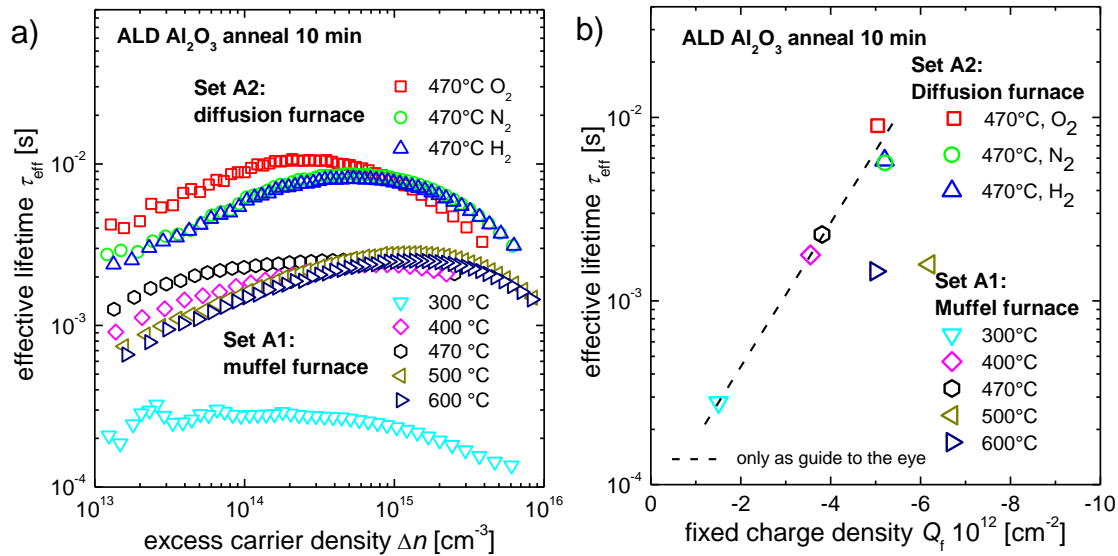 a)
ALD Al₂O₃ anneal 10 min
Set A2:
diffusion furnace
470°C O₂
470°C N₂
470°C H₂
effective lifetime τeff [s]
10⁻²
10⁻³
10⁻⁴
Set A1:
muffel furnace
300 °C
400 °C
470 °C
500 °C
600 °C
10¹³
10¹⁴
10¹⁵
10¹⁶
excess carrier density Δn [cm⁻³]
b)
ALD Al₂O₃ anneal 10 min
Set A2:
Diffusion furnace
470°C, O₂
470°C, N₂
470°C, H₂
effective lifetime τeff [s]
10⁻²
10⁻³
10⁻⁴
Set A1:
Muffel furnace
300°C
400°C
470°C
500°C
600°C
only as guide to the eye
0
-2
-4
-6
-8
-10
fixed charge density Qf 10¹² [cm⁻²]